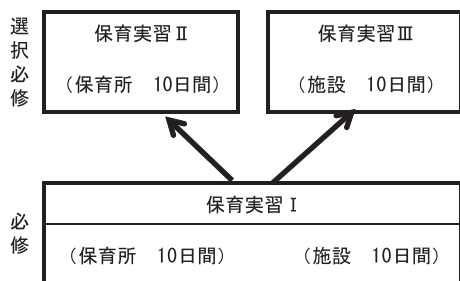 選択必修
保育実習Ⅱ
(保育所 10日間)
保育実習Ⅲ
(施設 10日間)
必修
保育実習Ⅰ
(保育所 10日間) (施設 10日間)